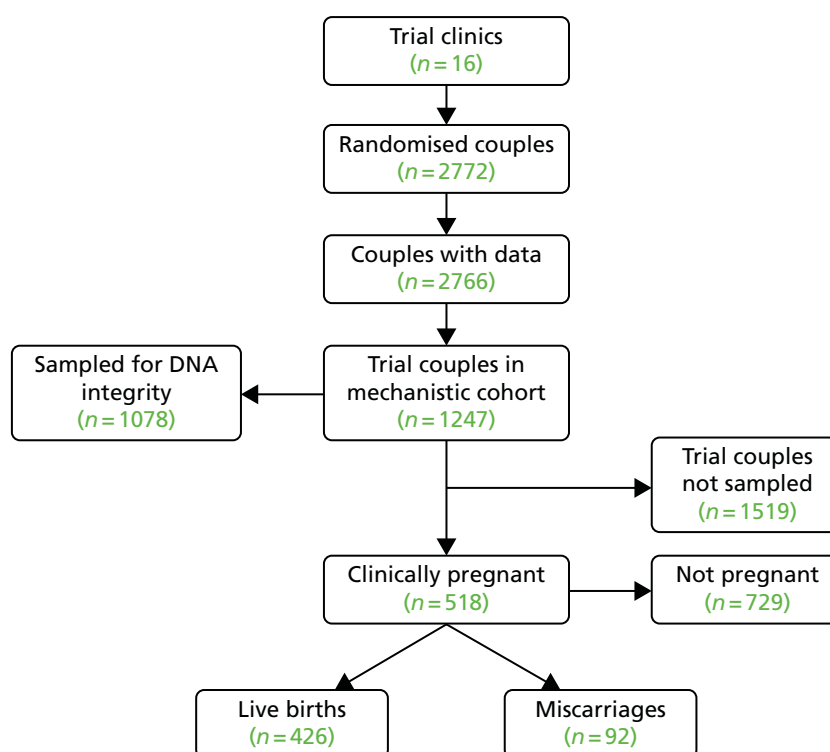 Trial clinics
(n=16)
Randomised couples
(n=2772)
Couples with data
(n=2766)
Sampled for DNA
integrity
(n=1078)
Trial couples in
mechanistic cohort
(n=1247)
Trial couples
not sampled
(n=1519)
Clinically pregnant
(n=518)
Not pregnant
(n=729)
Live births
(n=426)
Miscarriages
(n=92)